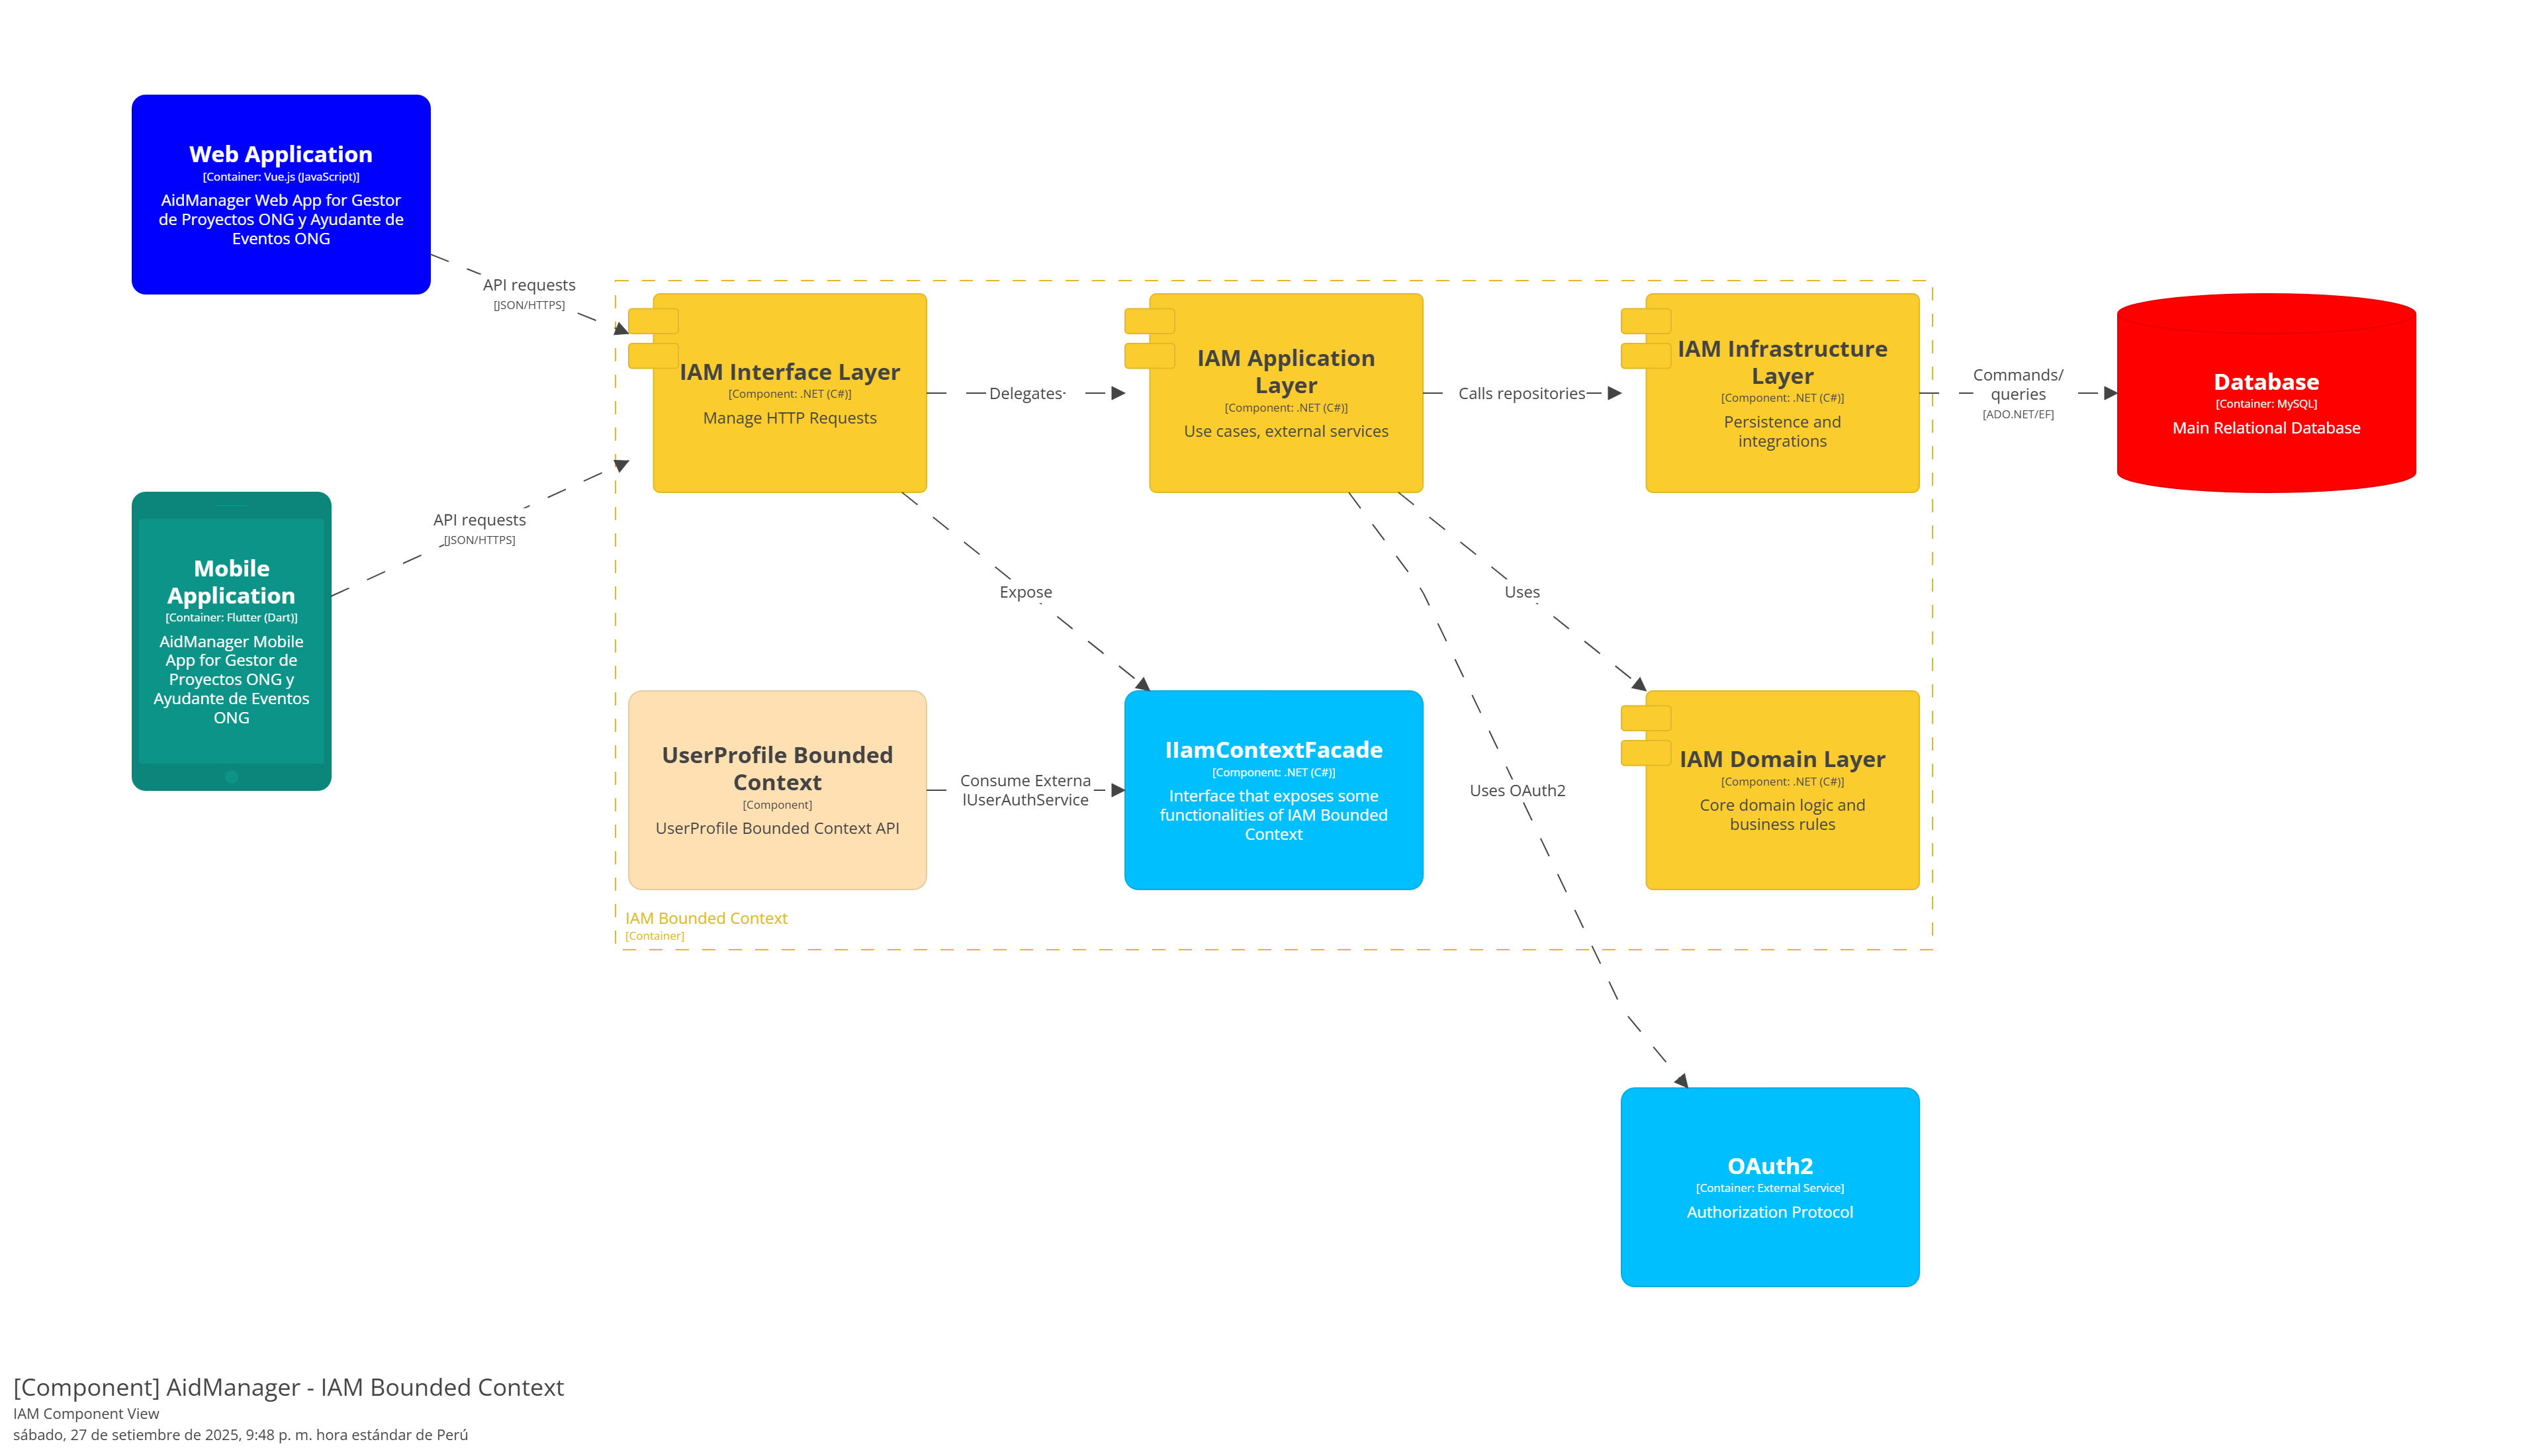 Web Application
[Container: Vue.js (JavaScript)]
AidManager Web App for Gestor
de Proyectos ONG y Ayudante de
Eventos ONG
API requests
[JSON/HTTPS]
IAM Interface Layer
[Component: .NET (C#)]
Manage HTTP Requests
Delegates
IAM Application
Layer
[Component: .NET (C#)]
Use cases, external services
Calls repositories
IAM Infrastructure
Layer
[Component: .NET (C#)]
Persistence and
integrations
Commands/
queries
[ADO.NET/EF]
Database
[Container: MySQL]
Main Relational Database
API requests
[JSON/HTTPS]
Mobile
Application
[Container: Flutter (Dart)]
AidManager Mobile
App for Gestor de
Proyectos ONG y
Ayudante de Eventos
ONG
Expose
Uses
UserProfile Bounded
Context
[Component]
UserProfile Bounded Context API
Consume Externa
lUserAuthService
IIamContextFacade
[Component: .NET (C#)]
Interface that exposes some
functionalities of IAM Bounded
Context
Uses OAuth2
IAM Domain Layer
[Component: .NET (C#)]
Core domain logic and
business rules
IAM Bounded Context
[Container]
OAuth2
[Container: External Service]
Authorization Protocol
[Component] AidManager - IAM Bounded Context
IAM Component View
sábado, 27 de setiembre de 2025, 9:48 p. m. hora estándar de Perú